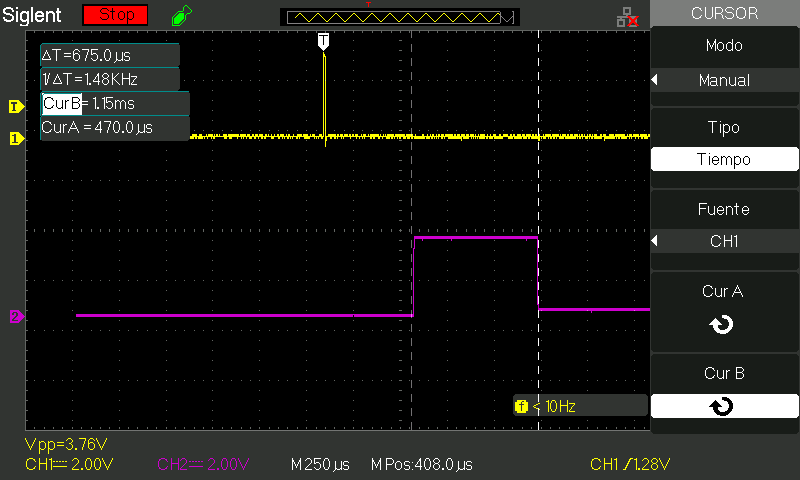 Siglent Stop CURSOR
T
ΔT=675.0µs
1/ΔT=1.48KHz
CurB=1.15ms
CurA=470.0µs
T
1
2
Modo
Manual
Tipo
Tiempo
Fuente
CH1
Cur A
Cur B
f < 10Hz
Vpp=3.76V
CH1 2.00V CH2 2.00V M 250µs M Pos:408.0µs CH1 1.28V